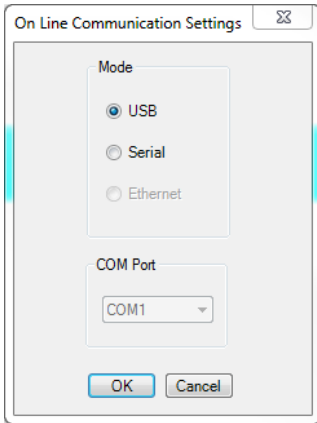 On Line Communication Settings
Mode
USB
Serial
Ethernet
COM Port
COM1
OK
Cancel